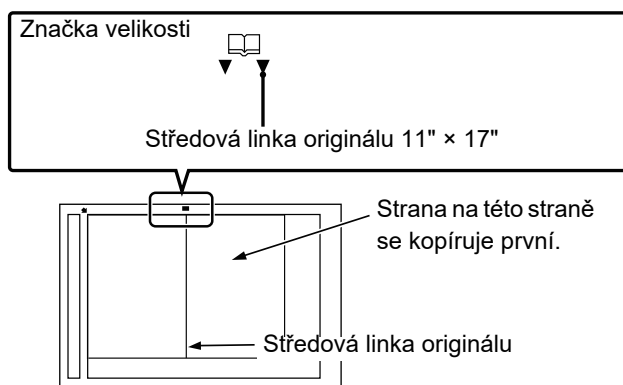 Značka velikosti
Středová linka originálu 11" × 17"
Strana na této straně
se kopíruje první.
Středová linka originálu